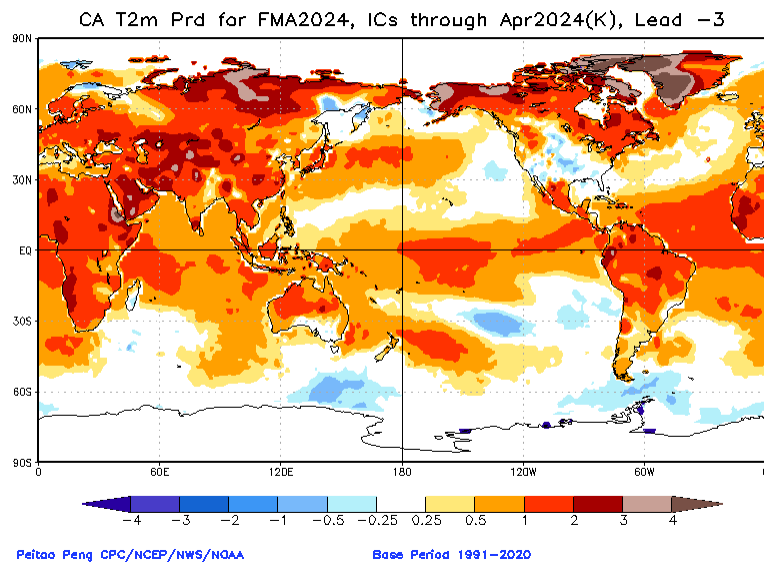 CA T2m Prd for FMA2024, ICs through Apr2024(K), Lead -3
90N
60N
30N
EQ
30S
60S
90S
0 60E 120E 180 120W 60W 0
-4 -3 -2 -1 -0.5 -0.25 0.25 0.5 1 2 3 4
Peitao Peng CPC/NCEP/NWS/NOAA Base Period 1991-2020